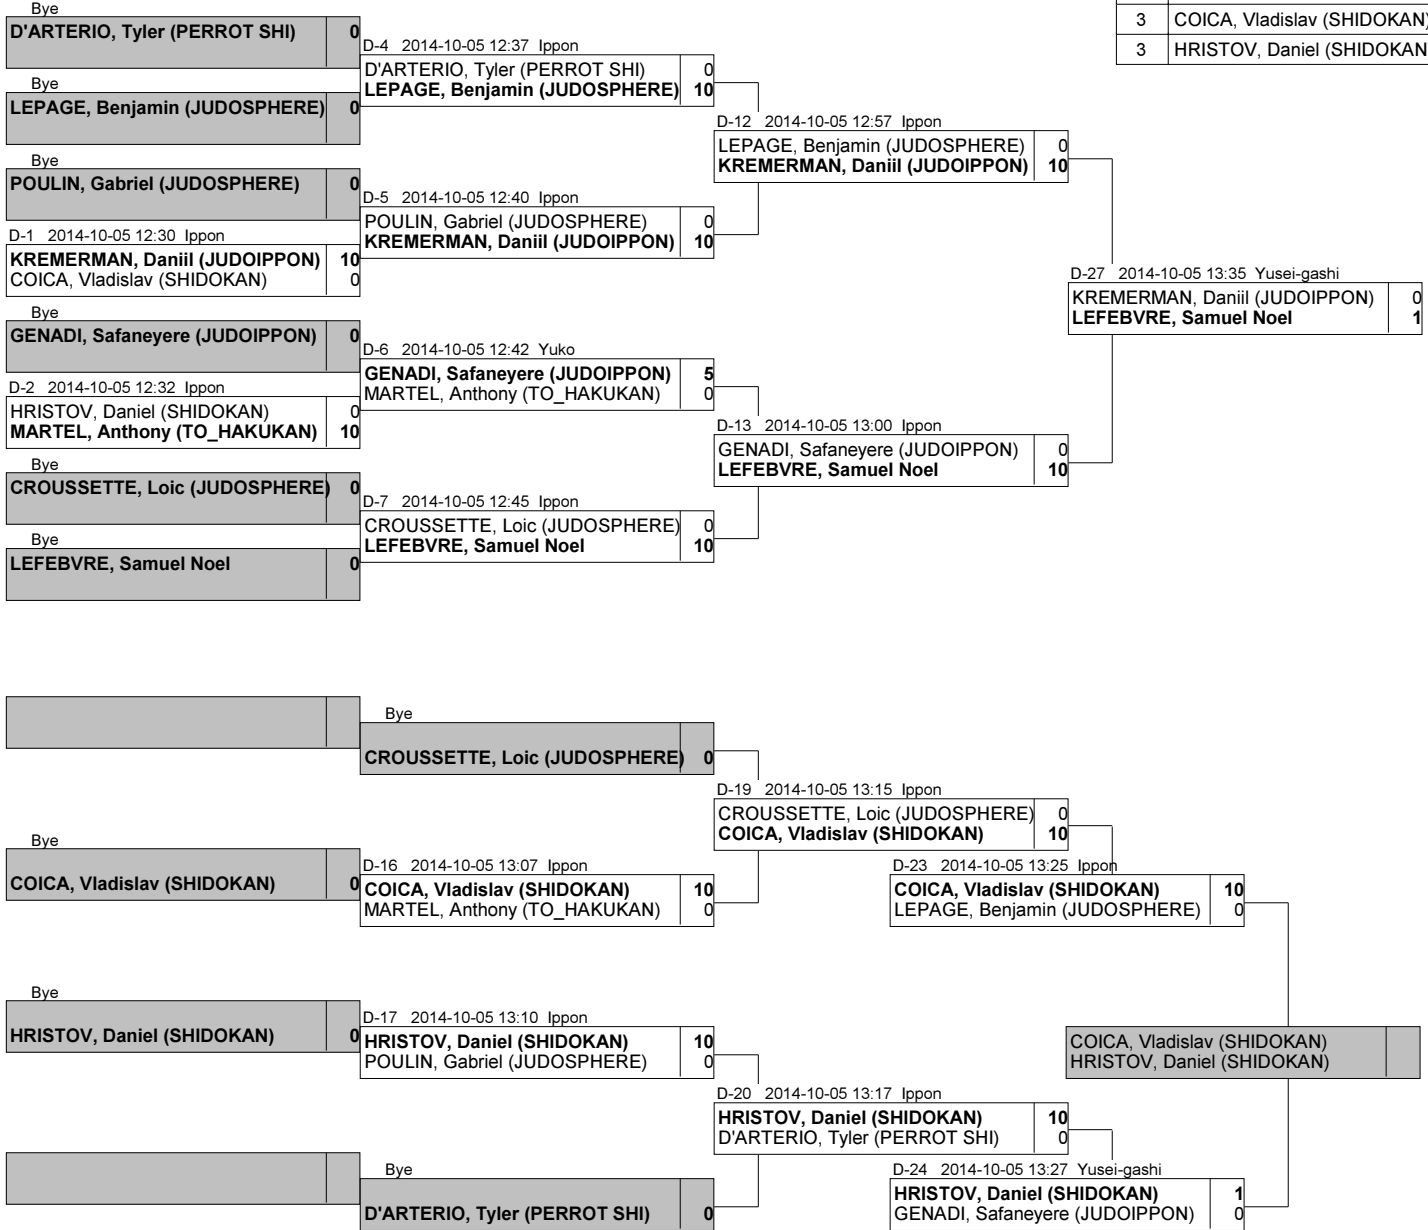 Bye
D'ARTERIO, Tyler (PERROT SHI) 0
Bye
LEPAGE, Benjamin (JUDOSPHERE) 0
Bye
POULIN, Gabriel (JUDOSPHERE) 0
D-1 2014-10-05 12:30 Ippon
KREMERMAN, Daniil (JUDOIPPON) 10
COICA, Vladislav (SHIDOKAN) 0
Bye
GENADI, Safaneyere (JUDOIPPON) 0
D-2 2014-10-05 12:32 Ippon
HRISTOV, Daniel (SHIDOKAN) 0
MARTEL, Anthony (TO_HAKUKAN) 10
Bye
CROUSSETTE, Loic (JUDOSPHERE) 0
Bye
LEFEBVRE, Samuel Noel 0
D-4 2014-10-05 12:37 Ippon
D'ARTERIO, Tyler (PERROT SHI) 0
LEPAGE, Benjamin (JUDOSPHERE) 10
D-5 2014-10-05 12:40 Ippon
POULIN, Gabriel (JUDOSPHERE) 0
KREMERMAN, Daniil (JUDOIPPON) 10
D-6 2014-10-05 12:42 Yuko
GENADI, Safaneyere (JUDOIPPON) 5
MARTEL, Anthony (TO_HAKUKAN) 0
D-7 2014-10-05 12:45 Ippon
CROUSSETTE, Loic (JUDOSPHERE) 0
LEFEBVRE, Samuel Noel 10
D-12 2014-10-05 12:57 Ippon
LEPAGE, Benjamin (JUDOSPHERE) 0
KREMERMAN, Daniil (JUDOIPPON) 10
D-13 2014-10-05 13:00 Ippon
GENADI, Safaneyere (JUDOIPPON) 0
LEFEBVRE, Samuel Noel 10
3 COICA, Vladislav (SHIDOKAN)
3 HRISTOV, Daniel (SHIDOKAN
D-27 2014-10-05 13:35 Yusei-gashi
KREMERMAN, Daniil (JUDOIPPON) 0
LEFEBVRE, Samuel Noel 1
Bye
COICA, Vladislav (SHIDOKAN) 0
Bye
HRISTOV, Daniel (SHIDOKAN) 0
Bye
CROUSSETTE, Loic (JUDOSPHERE) 0
D-16 2014-10-05 13:07 Ippon
COICA, Vladislav (SHIDOKAN) 10
MARTEL, Anthony (TO_HAKUKAN) 0
D-17 2014-10-05 13:10 Ippon
HRISTOV, Daniel (SHIDOKAN) 10
POULIN, Gabriel (JUDOSPHERE) 0
Bye
D'ARTERIO, Tyler (PERROT SHI) 0
D-19 2014-10-05 13:15 Ippon
CROUSSETTE, Loic (JUDOSPHERE) 0
COICA, Vladislav (SHIDOKAN) 10
D-20 2014-10-05 13:17 Ippon
HRISTOV, Daniel (SHIDOKAN) 10
D'ARTERIO, Tyler (PERROT SHI) 0
D-23 2014-10-05 13:25 Ippon
COICA, Vladislav (SHIDOKAN) 10
LEPAGE, Benjamin (JUDOSPHERE) 0
D-24 2014-10-05 13:27 Yusei-gashi
HRISTOV, Daniel (SHIDOKAN) 1
GENADI, Safaneyere (JUDOIPPON) 0
COICA, Vladislav (SHIDOKAN)
HRISTOV, Daniel (SHIDOKAN)